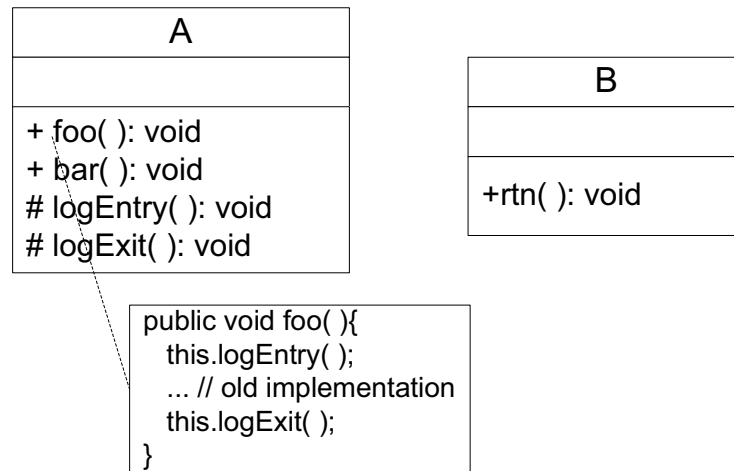 A
+ foo( ): void
+ bar( ): void
# logEntry( ): void
# logExit( ): void
B
+rtn( ): void
public void foo( ){
this.logEntry( );
... // old implementation
this.logExit( );
}